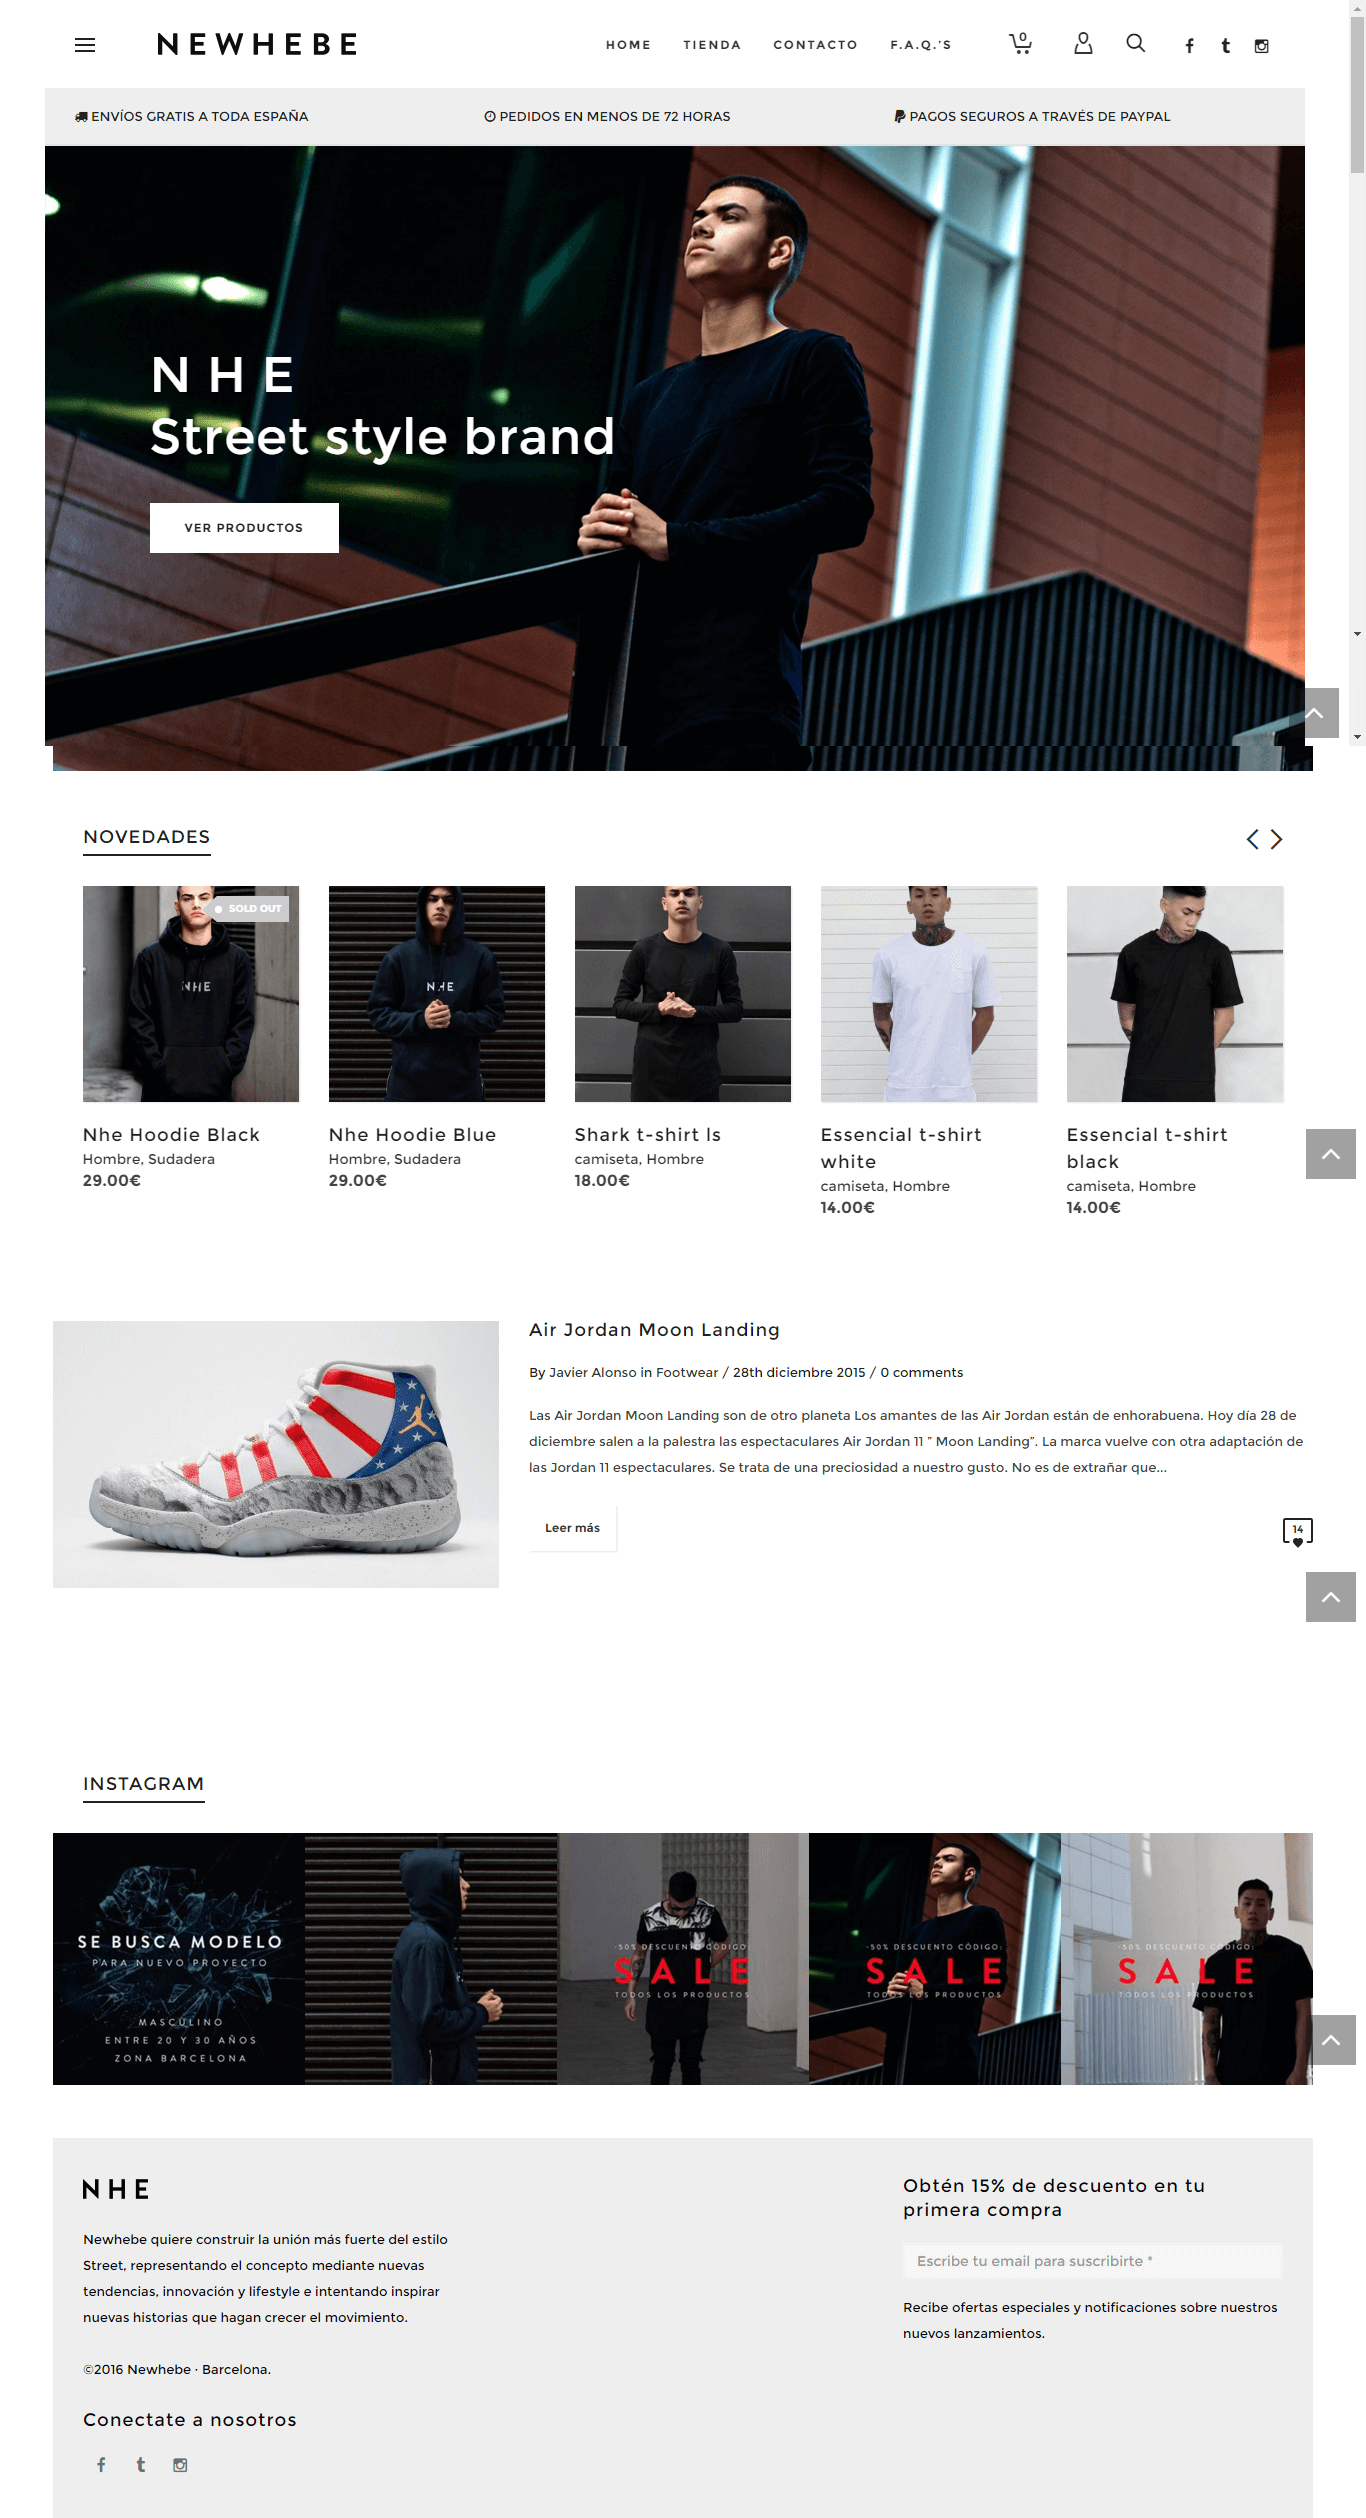 NEWHEBE
HOME TIENDA CONTACTO F.A.Q.'S 0
ENVÍOS GRATIS A TODA ESPAÑA
PEDIDOS EN MENOS DE 72 HORAS
PAGOS SEGUROS A TRAVÉS DE PAYPAL
NHE
Street style brand
VER PRODUCTOS
NOVEDADES
SOLD OUT
NHE
NHE
Nhe Hoodie Black
Hombre, Sudadera
29.00€
Nhe Hoodie Blue
Hombre, Sudadera
29.00€
Shark t-shirt ls
camiseta, Hombre
18.00€
Essencial t-shirt
white
camiseta, Hombre
14.00€
Essencial t-shirt
black
camiseta, Hombre
14.00€
Air Jordan Moon Landing
By Javier Alonso in Footwear / 28th diciembre 2015 / 0 comments
Las Air Jordan Moon Landing son de otro planeta Los amantes de las Air Jordan están de enhorabuena. Hoy día 28 de
diciembre salen a la palestra las espectaculares Air Jordan 11 " Moon Landing". La marca vuelve con otra adaptación de
las Jordan 11 espectaculares. Se trata de una preciosidad a nuestro gusto. No es de extrañar que...
Leer más
14
INSTAGRAM
SE BUSCA MODELO
PARA NUEVO PROYECTO
MASCULINO
ENTRE 20 Y 30 AÑOS
ZONA BARCELONA
-50% DESCUENTO CÓDIGO:
SALE
TODOS LOS PRODUCTOS
-50% DESCUENTO CÓDIGO:
SALE
TODOS LOS PRODUCTOS
-50% DESCUENTO CÓDIGO:
SALE
TODOS LOS PRODUCTOS
NHE
Newhebe quiere construir la unión más fuerte del estilo
Street, representando el concepto mediante nuevas
tendencias, innovación y lifestyle e intentando inspirar
nuevas historias que hagan crecer el movimiento.
©2016 Newhebe · Barcelona.
Conectate a nosotros
Obtén 15% de descuento en tu
primera compra
Escribe tu email para suscribirte *
Recibe ofertas especiales y notificaciones sobre nuestros
nuevos lanzamientos.